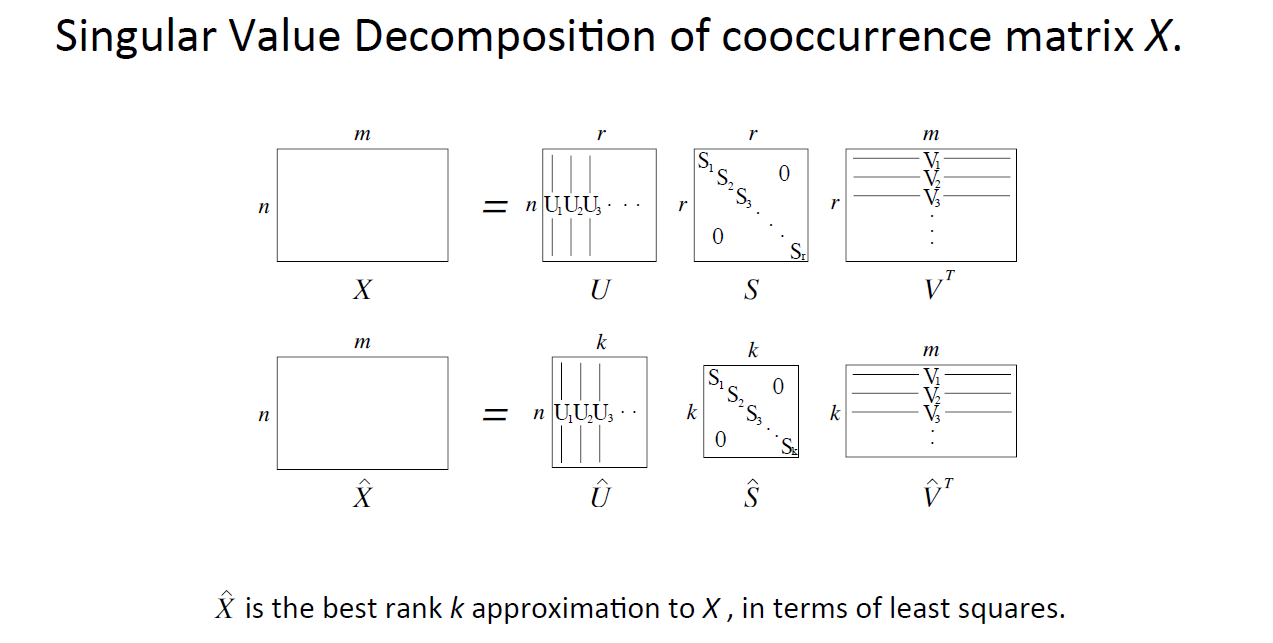 Singular Value Decomposition of cooccurrence matrix X.
m r r m
n = n U₁U₂U₃ · · · r S₁ S₂ S₃ · · · Sᵣ 0 0 r V₁ V₂ V₃ ⋮
X U S Vᵀ
m k k m
n = n U₁U₂U₃ · · k S₁ S₂ S₃ · · · Sₖ 0 0 k V₁ V₂ V₃ :
X̂ Û Ŝ V̂ᵀ
X̂ is the best rank k approximation to X , in terms of least squares.